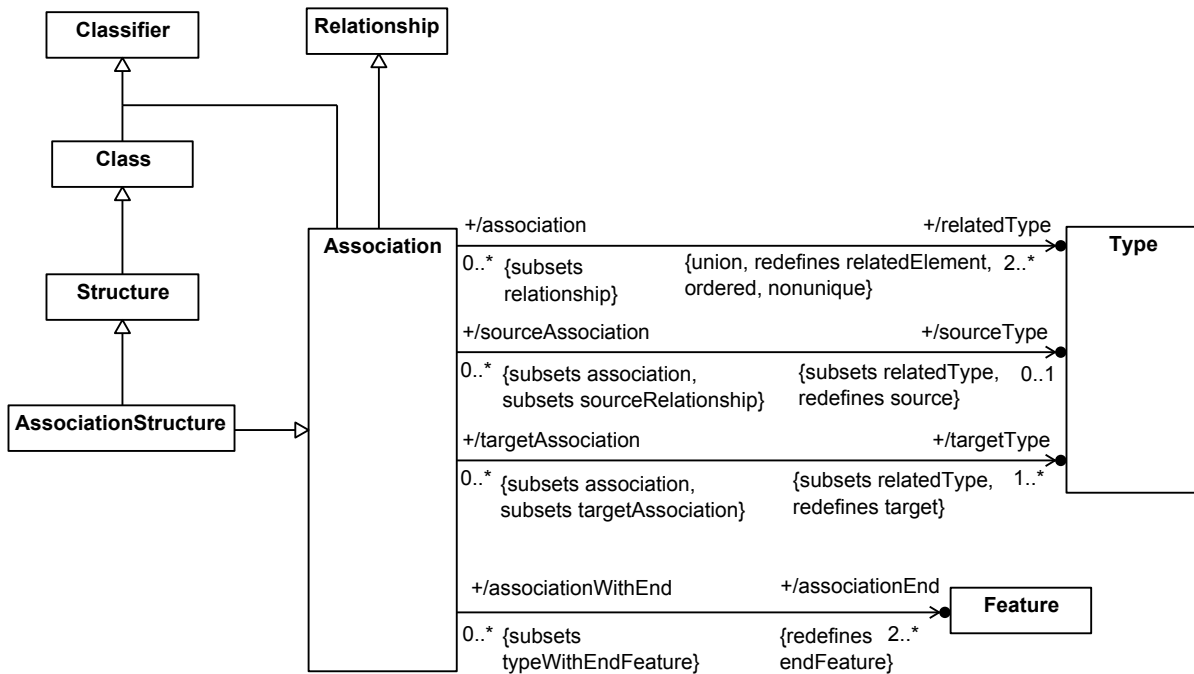 Classifier
Relationship
Class
Structure
AssociationStructure
Association
Type
+/association
+/relatedType
0..*
{subsets
relationship}
{union, redefines relatedElement,
ordered, nonunique}
2..*
+/sourceAssociation
+/sourceType
0..*
{subsets association,
subsets sourceRelationship}
{subsets relatedType,
redefines source}
0..1
+/targetAssociation
+/targetType
0..*
{subsets association,
subsets targetAssociation}
{subsets relatedType,
redefines target}
1..*
+/associationWithEnd
+/associationEnd
Feature
0..*
{subsets
typeWithEndFeature}
{redefines
endFeature}
2..*